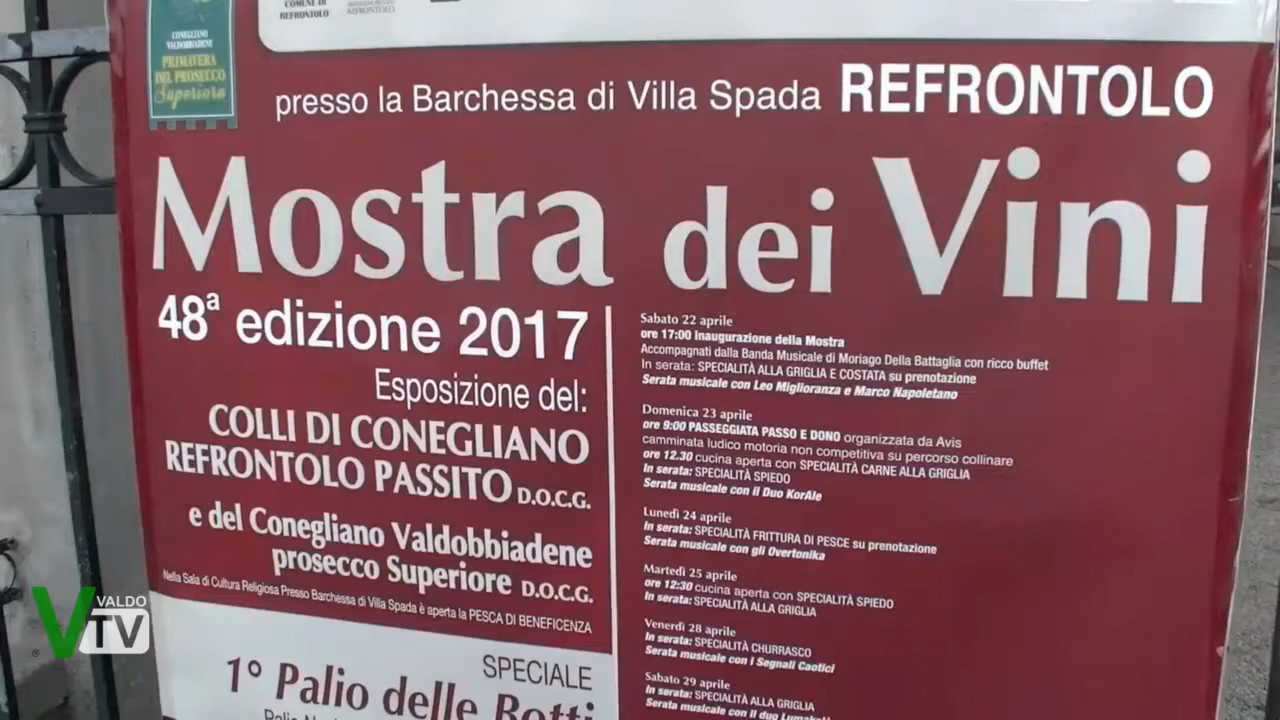 COMUNE DI
REFRONTOLO
REFRONTOLO
CONEGLIANO
VALDOBBIADENE
PRIMAVERA
DEL PROSECCO
Superiore
presso la Barchessa di Villa Spada REFRONTOLO
Mostra dei Vini
48ª edizione 2017
Esposizione del:
COLLI DI CONEGLIANO
REFRONTOLO PASSITO D.O.C.G.
e del Conegliano Valdobbiadene
prosecco Superiore D.O.C.G.
Nella Sala di Cultura Religiosa Presso Barchessa di Villa Spada è aperta la PESCA DI BENEFICENZA
SPECIALE
1° Palio delle Botti
Sabato 22 aprile
ore 17:00 inaugurazione della Mostra
Accompagnati dalla Banda Musicale di Moriago Della Battaglia con ricco buffet
In serata: SPECIALITÀ ALLA GRIGLIA E COSTATA su prenotazione
Serata musicale con Leo Miglioranza e Marco Napoletano
Domenica 23 aprile
ore 9:00 PASSEGGIATA PASSO E DONO organizzata da Avis
camminata ludico motoria non competitiva su percorso collinare
ore 12.30 cucina aperta con SPECIALITÀ CARNE ALLA GRIGLIA
In serata: SPECIALITÀ SPIEDO
Serata musicale con il Duo KorAle
Lunedì 24 aprile
In serata: SPECIALITÀ FRITTURA DI PESCE su prenotazione
Serata musicale con gli Overtonika
Martedì 25 aprile
ore 12:30 cucina aperta con SPECIALITÀ SPIEDO
In serata: SPECIALITÀ ALLA GRIGLIA
Venerdì 28 aprile
In serata: SPECIALITÀ CHURRASCO
Serata musicale con i Segnali Caotici
Sabato 29 aprile
In serata: SPECIALITÀ ALLA GRIGLIA
Serata musicale con il duo
VALDO
TV
®